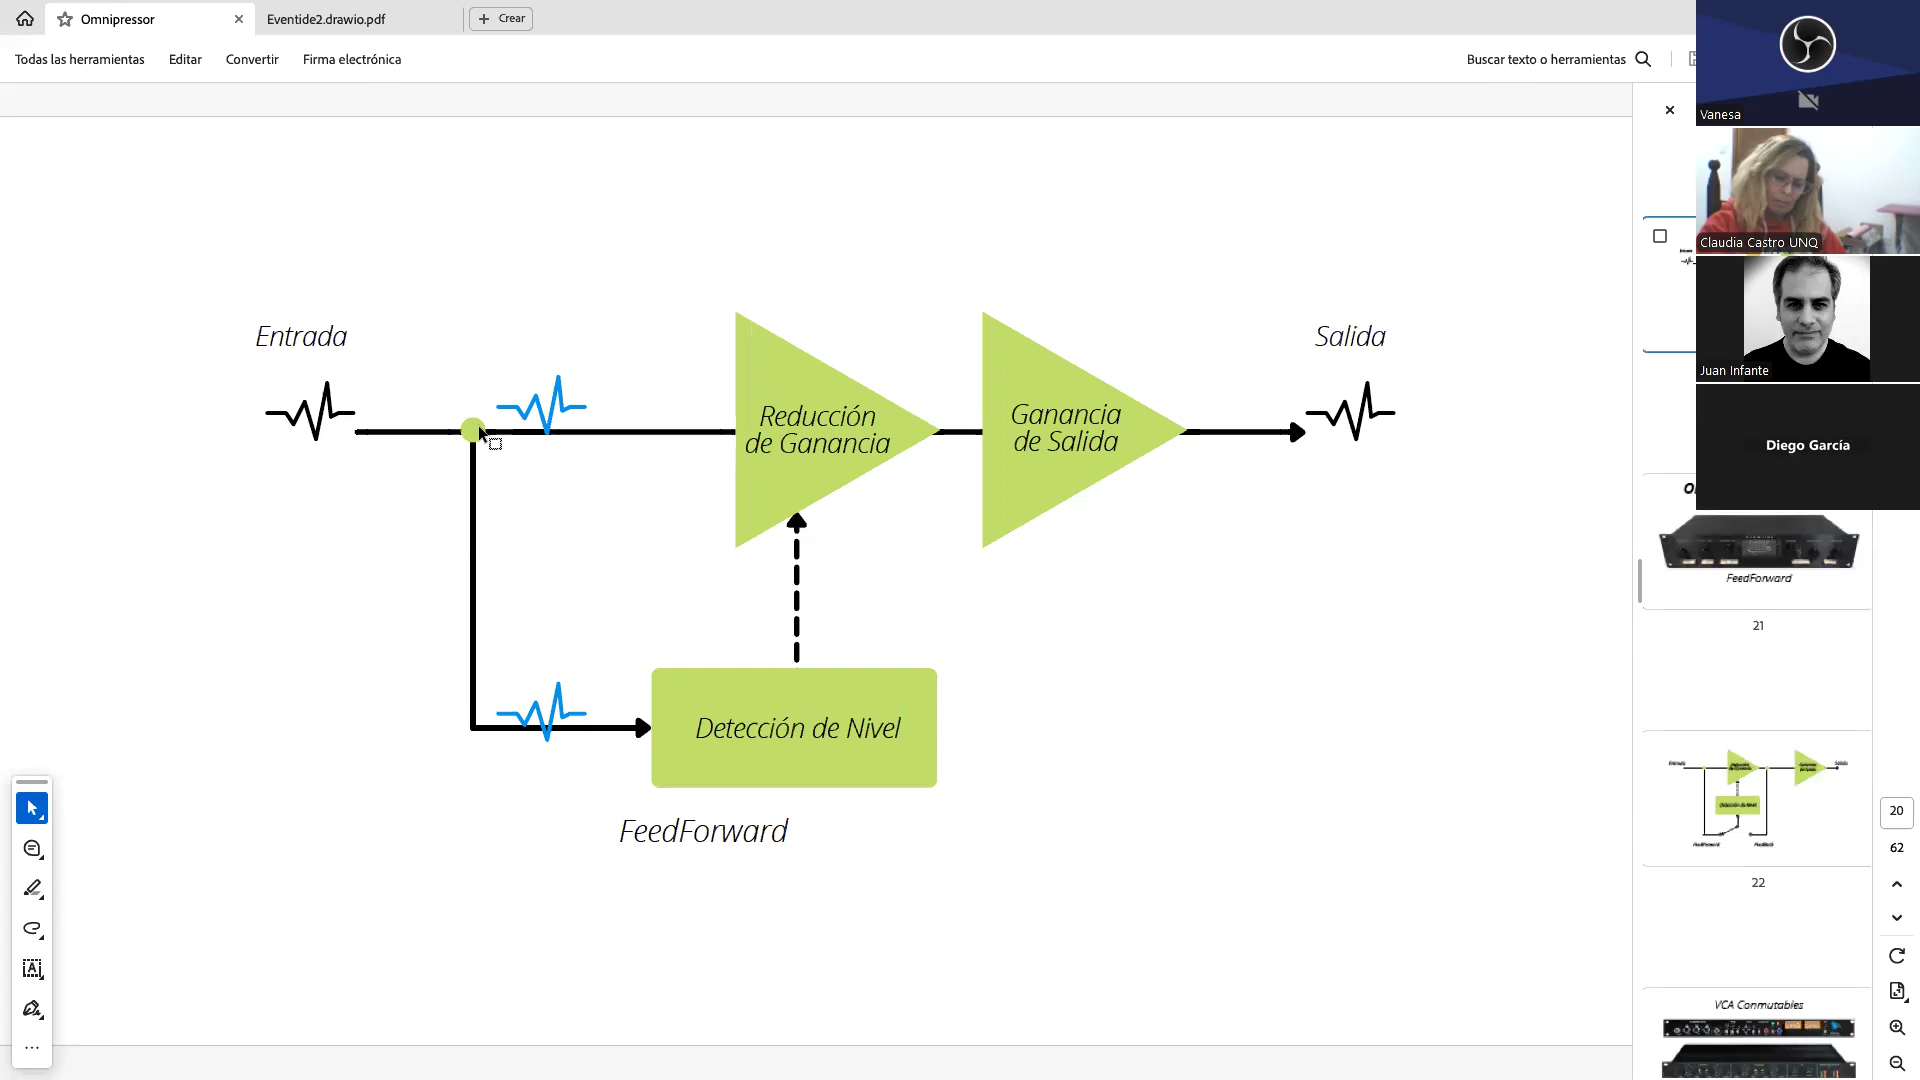 Omnipressor
Eventide2.drawio.pdf
Crear
Todas las herramientas
Editar
Convertir
Firma electrónica
Buscar texto o herramientas
Vanesa
Claudia Castro UNQ
Juan Infante
Diego García
Entrada
Salida
Reducción
de Ganancia
Ganancia
de Salida
Detección de Nivel
FeedForward
FeedForward
21
22
VCA Conmutables
20
62